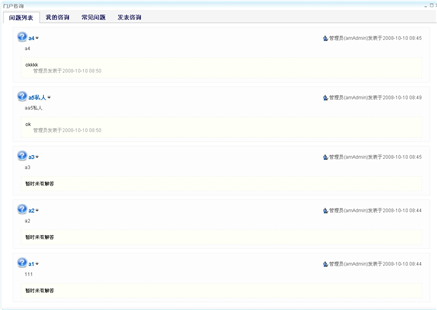 门户咨询
问题列表 我的咨询 常见问题 发表咨询
a4
管理员(amAdmin)发表于2009-10-10 08:45
a4
okkkk
管理员发表于2009-10-10 08:50
a5私人
管理员(amAdmin)发表于2009-10-10 08:49
aa5私人
ok
管理员发表于2009-10-10 08:50
a3
管理员(amAdmin)发表于2009-10-10 08:45
a3
暂时未有解答
a2
管理员(amAdmin)发表于2009-10-10 08:44
a2
暂时未有解答
a1
管理员(amAdmin)发表于2009-10-10 08:44
111
暂时未有解答